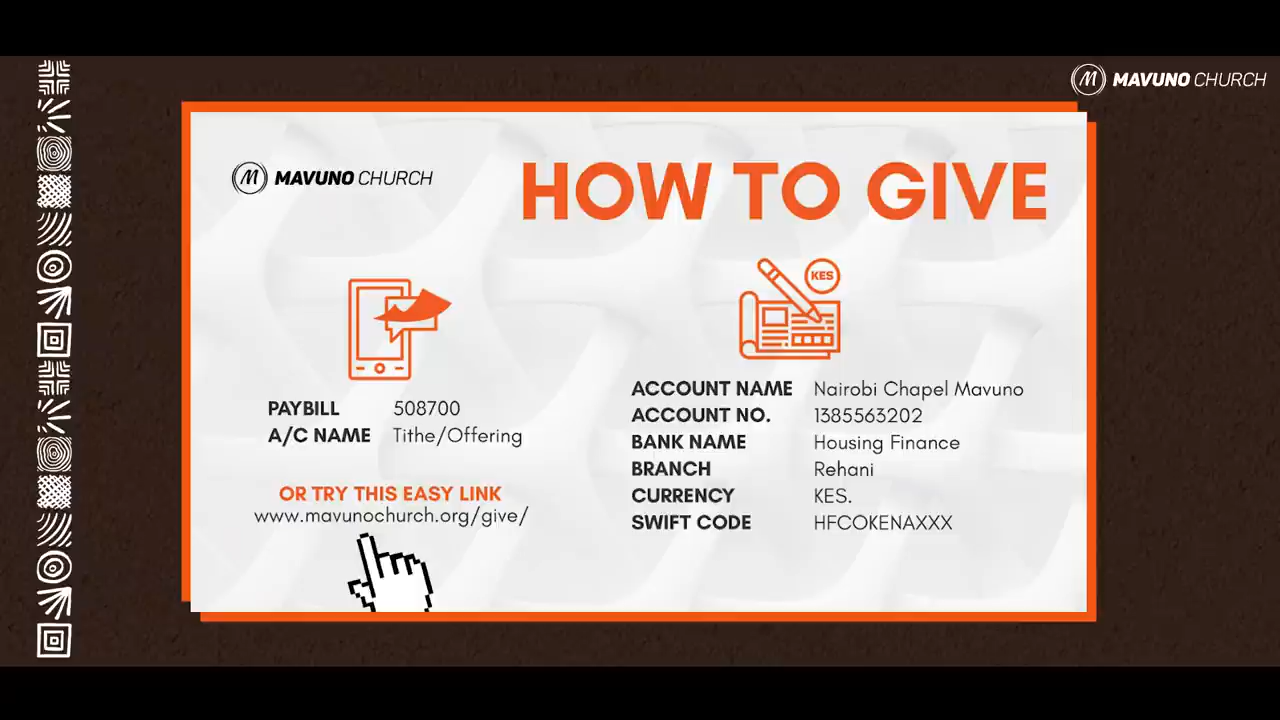 MAVUNO CHURCH
MAVUNO CHURCH
HOW TO GIVE
KES
PAYBILL 508700
A/C NAME Tithe/Offering
OR TRY THIS EASY LINK
www.mavunochurch.org/give/
ACCOUNT NAME Nairobi Chapel Mavuno
ACCOUNT NO. 1385563202
BANK NAME Housing Finance
BRANCH Rehani
CURRENCY KES.
SWIFT CODE HFCOKENAXXX